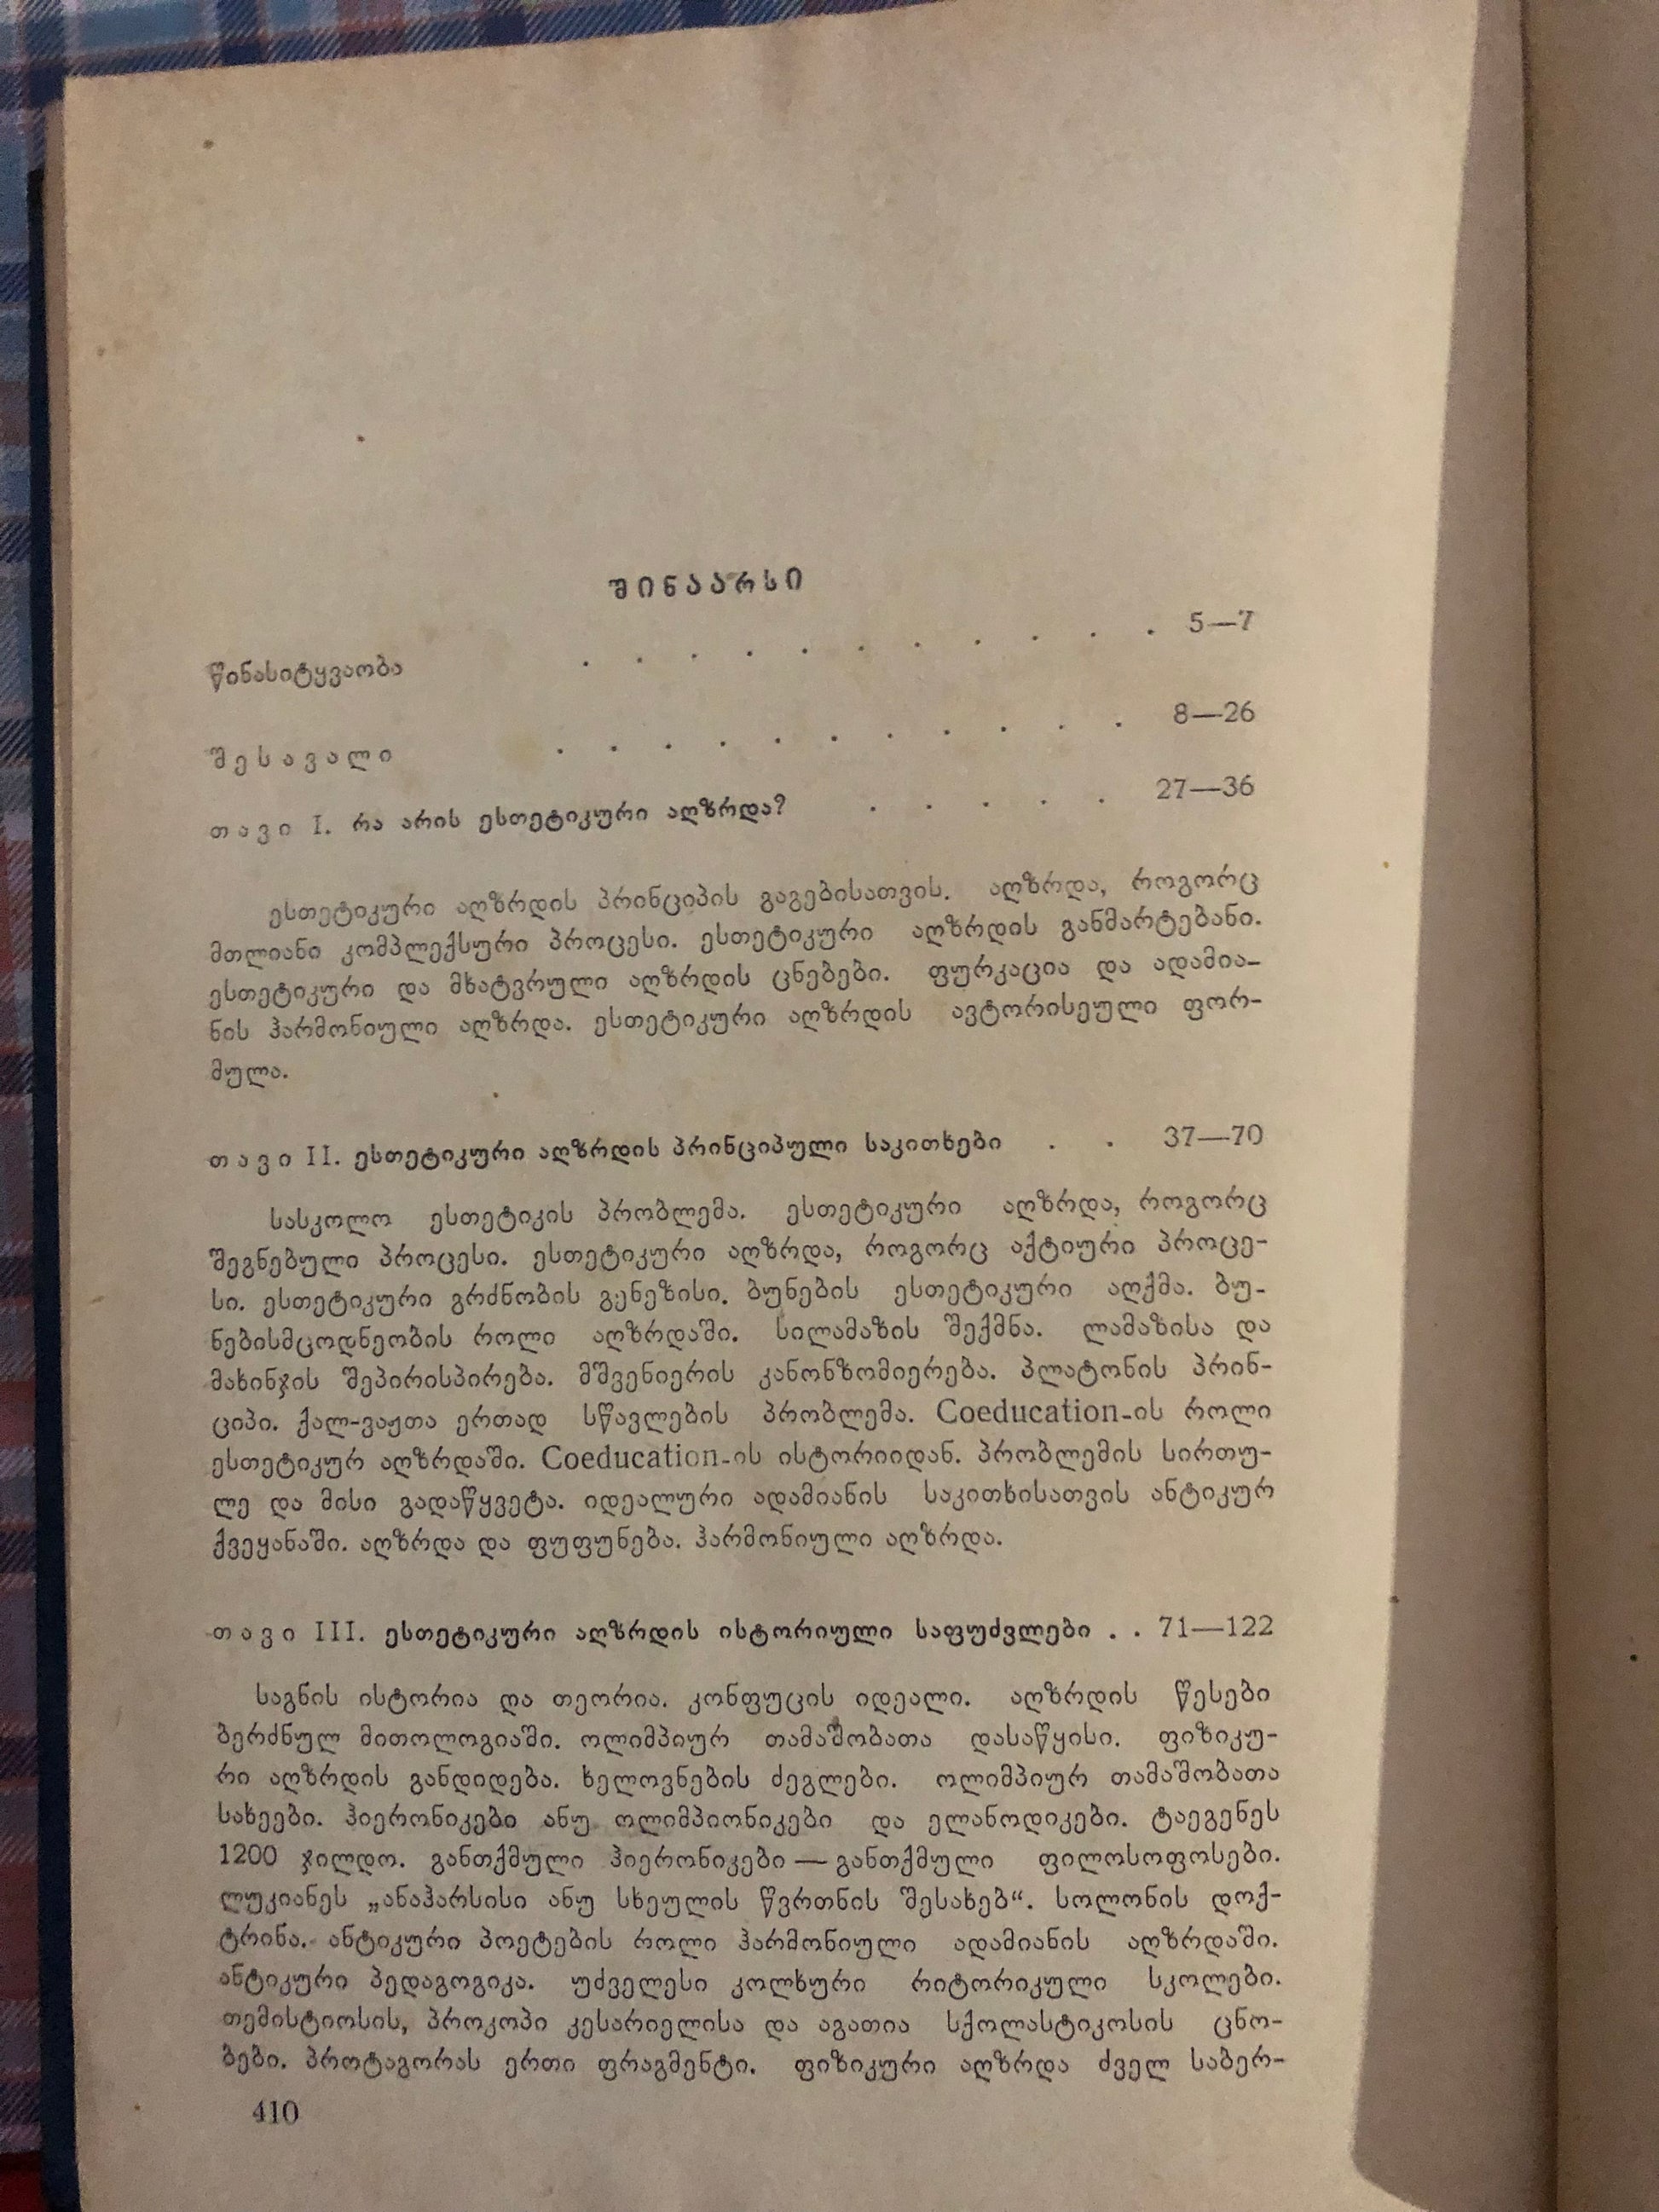 შინაარსი
წინასიტყვაობა . . . . . . . . . . . 5—7
შესავალი . . . . . . . . . . . 8—26
თავი I. რა არის ესთეტიკური აღზრდა? . . . . . 27—36
ესთეტიკური აღზრდის პრინციპის გაგებისათვის. აღზრდა, როგორც
მთლიანი კომპლექსური პროცესი. ესთეტიკური აღზრდის განმარტებანი.
ესთეტიკური და მხატვრული აღზრდის ცნებები. ფურკაცია და ადამია-
ნის ჰარმონიული აღზრდა. ესთეტიკური აღზრდის ავტორისეული ფორ-
მულა.
თავი II. ესთეტიკური აღზრდის პრინციპული საკითხები . . 37—70
სასკოლო ესთეტიკის პრობლემა. ესთეტიკური აღზრდა, როგორც
შეგნებული პროცესი. ესთეტიკური აღზრდა, როგორც აქტიური პროცე-
სი. ესთეტიკური გრძნობის გენეზისი. ბუნების ესთეტიკური აღქმა. ბუ-
ნებისმცოდნეობის როლი აღზრდაში. სილამაზის შექმნა. ლამაზისა და
მახინჯის შეპირისპირება. მშვენიერის კანონზომიერება. პლატონის პრინ-
ციპი. ქალ-ვაჟთა ერთად სწავლების პრობლემა. Coeducation-ის როლი
ესთეტიკურ აღზრდაში. Coeducation-ის ისტორიიდან. პრობლემის სირთუ-
ლე და მისი გადაწყვეტა. იდეალური ადამიანის საკითხისათვის ანტიკურ
ქვეყანაში. აღზრდა და ფუფუნება. ჰარმონიული აღზრდა.
თავი III. ესთეტიკური აღზრდის ისტორიული საფუძვლები . . 71—122
საგნის ისტორია და თეორია. კონფუცის იდეალი. აღზრდის წესები
ბერძნულ მითოლოგიაში. ოლიმპიურ თამაშობათა დასაწყისი. ფიზიკუ-
რი აღზრდის განდიდება. ხელოვნების ძეგლები. ოლიმპიურ თამაშობათა
სახეები. ჰიერონიკები ანუ ოლიმპიონიკები და ელანოდიკები. ტაეგენეს
1200 ჯილდო. განთქმული ჰიერონიკები — განთქმული ფილოსოფოსები.
ლუკიანეს „ანაჰარსისი ანუ სხეულის წვრთნის შესახებ“. სოლონის დოქ-
ტრინა. ანტიკური პოეტების როლი ჰარმონიული ადამიანის აღზრდაში.
ანტიკური პედაგოგიკა. უძველესი კოლხური რიტორიკული სკოლები.
თემისტიოსის, პროკოპი კესარიელისა და აგათია სქოლასტიკოსის ცნო-
ბები. პროტაგორას ერთი ფრაგმენტი. ფიზიკური აღზრდა ძველ საბერ-
410